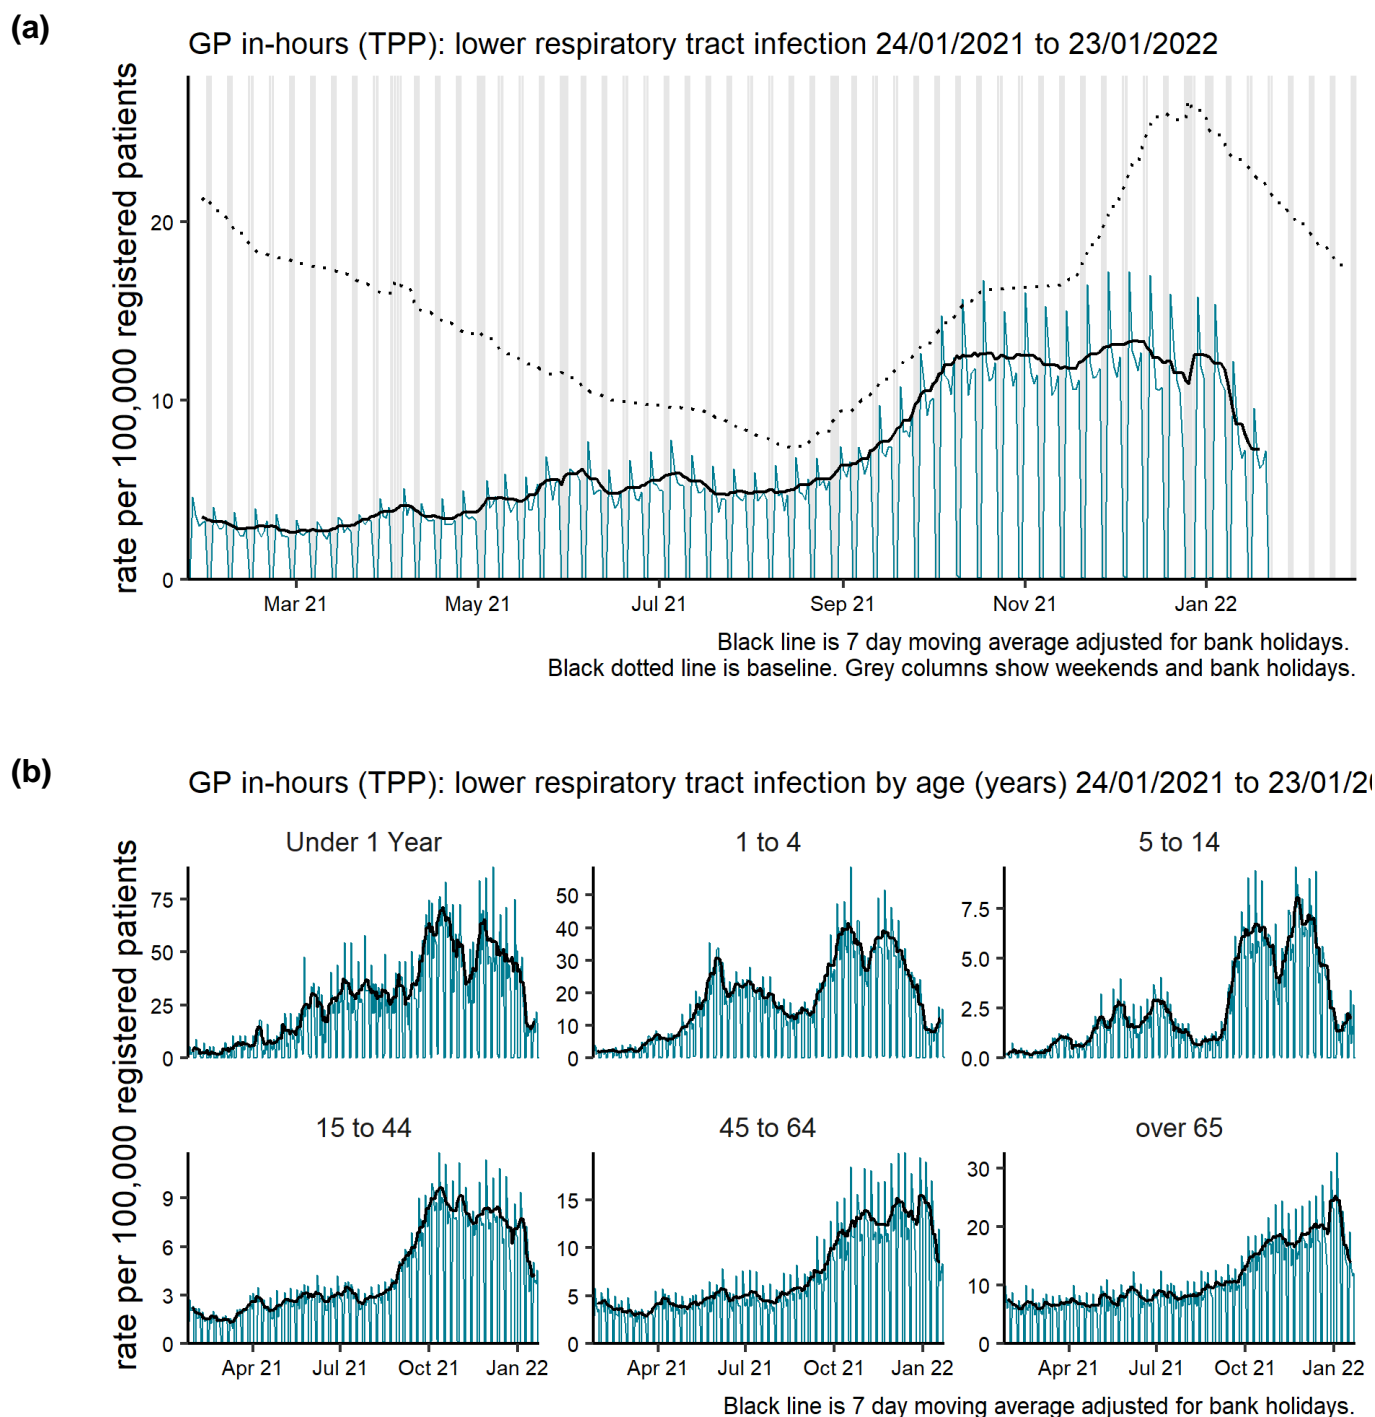 (a)
GP in-hours (TPP): lower respiratory tract infection 24/01/2021 to 23/01/2022
rate per 100,000 registered patients
20
10
0
Mar 21 May 21 Jul 21 Sep 21 Nov 21 Jan 22
Black line is 7 day moving average adjusted for bank holidays.
Black dotted line is baseline. Grey columns show weekends and bank holidays.
(b)
GP in-hours (TPP): lower respiratory tract infection by age (years) 24/01/2021 to 23/01/20
rate per 100,000 registered patients
Under 1 Year
75
50
25
0
1 to 4
50
40
30
20
10
0
5 to 14
7.5
5.0
2.5
0.0
15 to 44
9
6
3
0
Apr 21 Jul 21 Oct 21 Jan 22
45 to 64
15
10
5
0
Apr 21 Jul 21 Oct 21 Jan 22
over 65
30
20
10
0
Apr 21 Jul 21 Oct 21 Jan 22
Black line is 7 day moving average adjusted for bank holidays.